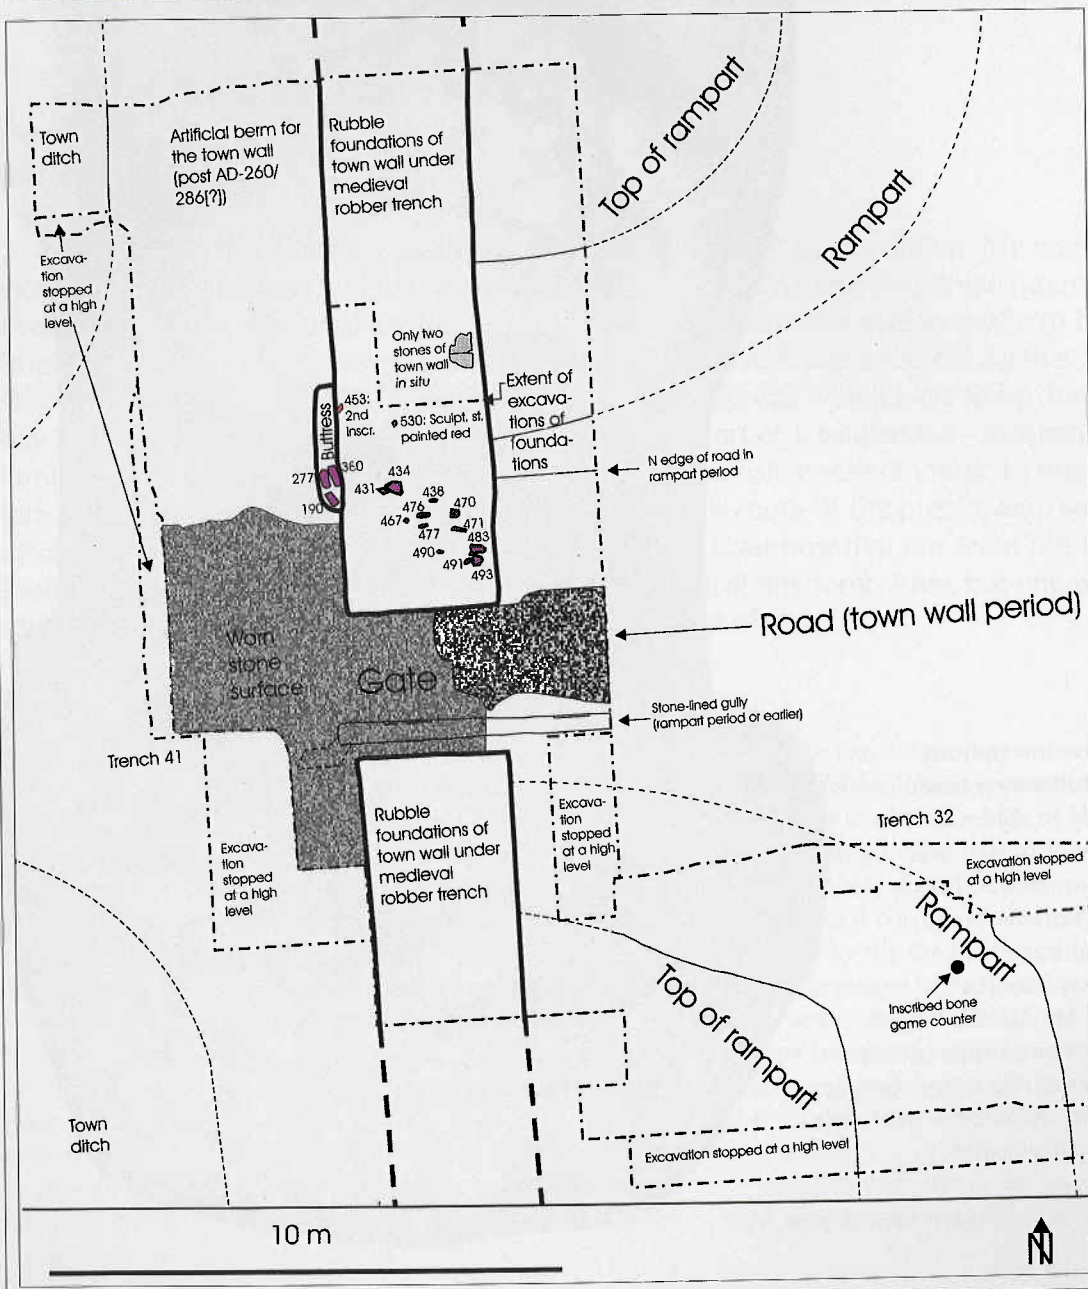 Town
ditch
Artificial berm for
the town wall
(post AD-260/
286[?])
Rubble
foundations of
town wall under
medieval
robber trench
Top of rampart
Rampart
Excava-
tion
stopped
at a high
level
Only two
stones of
town wall
in situ
Extent of
excava-
tions of
founda-
tions
453:
2nd
inscr.
530: Sculpt. st.
painted red
Buttress
N edge of road in
rampart period
277
360
190
434
431
438
476
470
467
477
471
483
490
491
493
Worn
stone
surface
Gate
Road (town wall period)
Stone-lined gully
(rampart period or earlier)
Trench 41
Excava-
tion
stopped
at a high
level
Rubble
foundations of
town wall under
medieval
robber trench
Excava-
tion
stopped
at a high
level
Trench 32
Excavation stopped
at a high level
Rampart
Inscribed bone
game counter
Top of rampart
Town
ditch
Excavation stopped at a high level
10 m
N